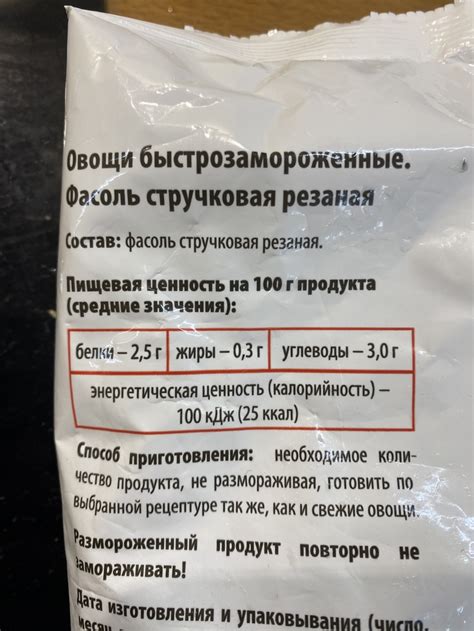 Овощи быстрозамороженные.
Фасоль стручковая резаная
Состав: фасоль стручковая резаная.
Пищевая ценность на 100 г продукта
(средние значения):
белки – 2,5 г жиры – 0,3 г углеводы – 3,0 г
энергетическая ценность (калорийность) –
100 кДж (25 ккал)
Способ приготовления: необходимое коли-
чество продукта, не размораживая, готовить по
выбранной рецептуре так же, как и свежие овощи.
Размороженный продукт повторно не
замораживать!
Дата изготовления и упаковывания (число,
месяц